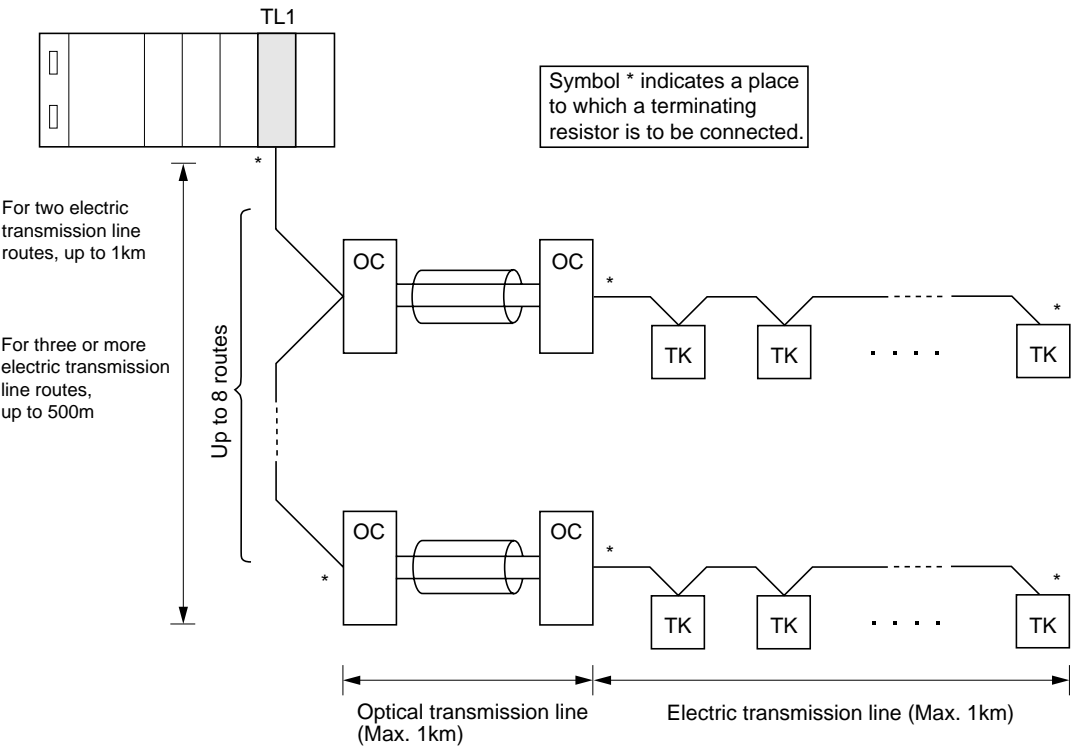 TL1
Symbol * indicates a place
to which a terminating
resistor is to be connected.
*
For two electric
transmission line
routes, up to 1km
For three or more
electric transmission
line routes,
up to 500m
Up to 8 routes
OC
OC
*
TK
TK
. . . .
*
TK
OC
*
OC
*
TK
TK
. . . .
*
TK
Optical transmission line
(Max. 1km)
Electric transmission line (Max. 1km)